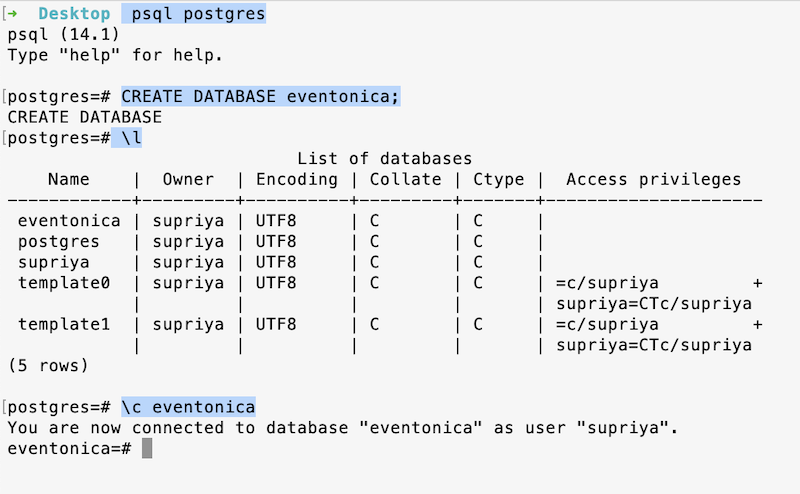 [➜  Desktop  psql postgres
psql (14.1)
Type "help" for help.
[postgres=# CREATE DATABASE eventonica;
CREATE DATABASE
[postgres=# \l
                            List of databases
    Name    |  Owner  | Encoding | Collate | Ctype |  Access privileges
------------+---------+----------+---------+-------+---------------------
 eventonica | supriya | UTF8     | C       | C     |
 postgres   | supriya | UTF8     | C       | C     |
 supriya    | supriya | UTF8     | C       | C     |
 template0  | supriya | UTF8     | C       | C     | =c/supriya         +
            |         |          |         |       | supriya=CTc/supriya
 template1  | supriya | UTF8     | C       | C     | =c/supriya         +
            |         |          |         |       | supriya=CTc/supriya
(5 rows)
[postgres=# \c eventonica
You are now connected to database "eventonica" as user "supriya".
eventonica=#